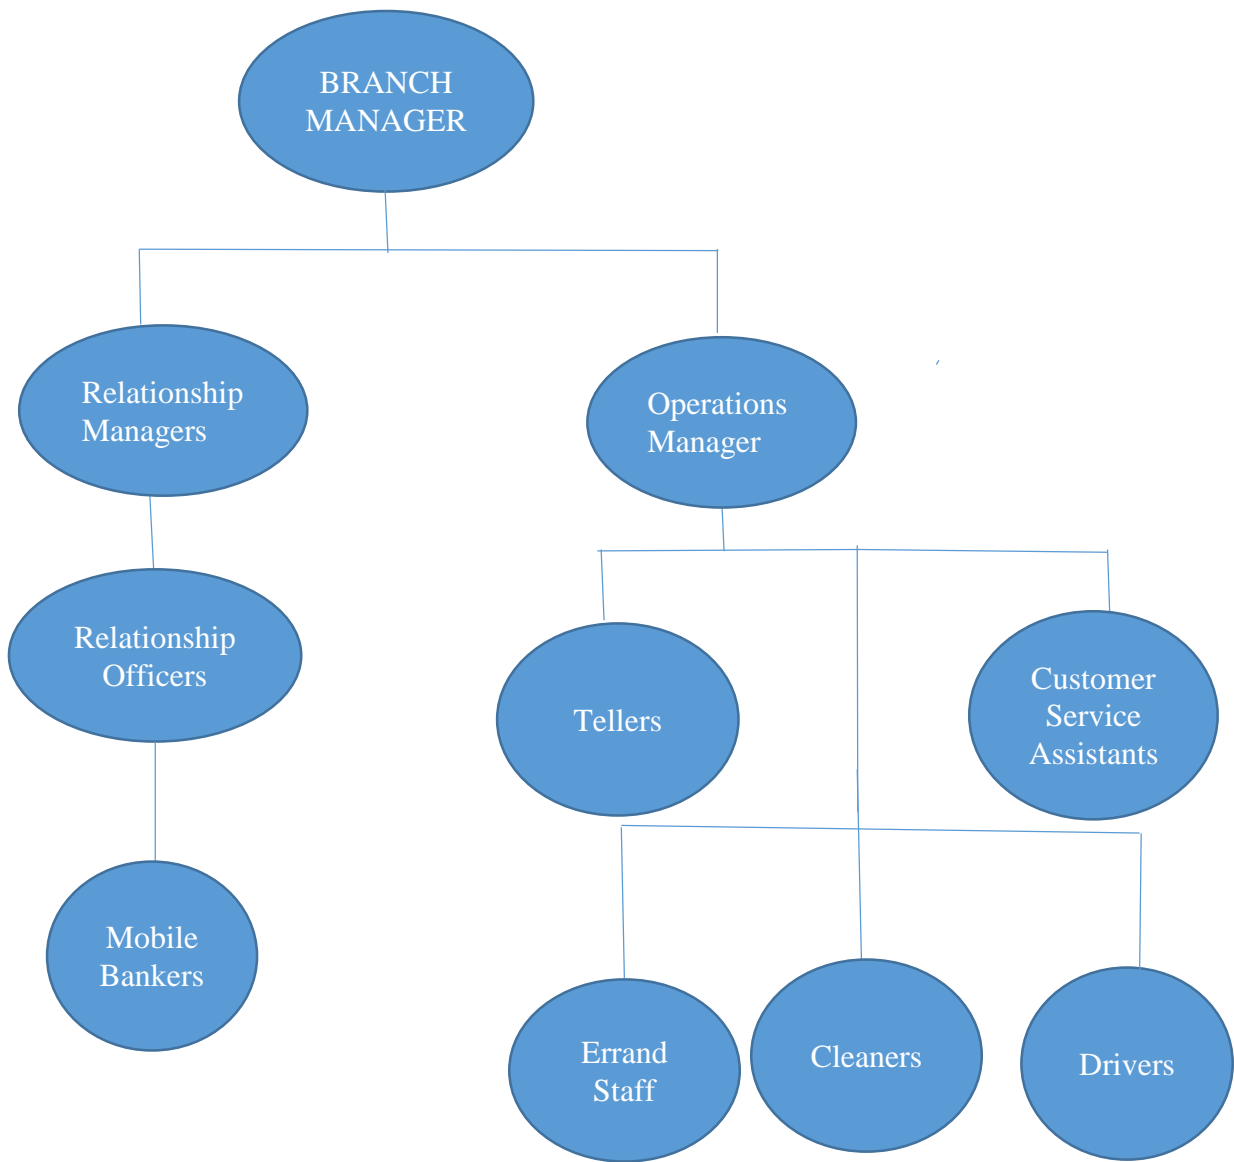 BRANCH
MANAGER
Relationship
Managers
Operations
Manager
Relationship
Officers
Tellers
Customer
Service
Assistants
Mobile
Bankers
Errand
Staff
Cleaners
Drivers